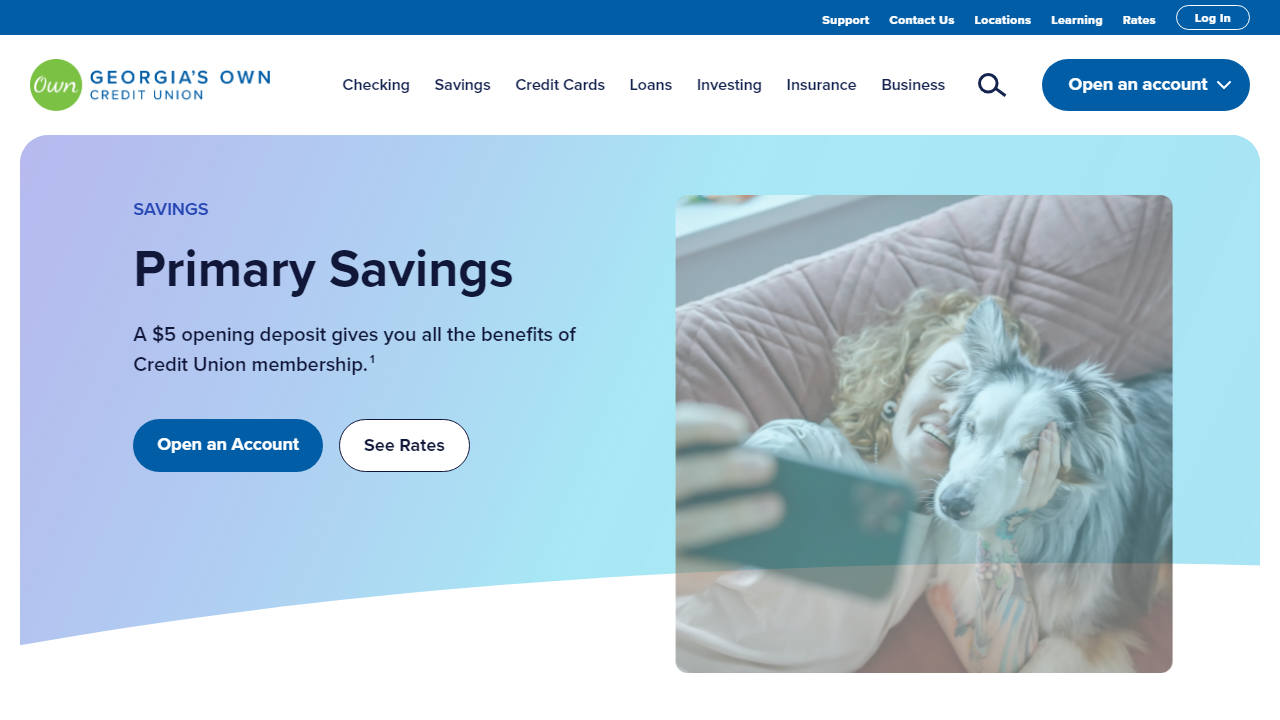 Support Contact Us Locations Learning Rates Log In
Own GEORGIA'S OWN
CREDIT UNION
Checking Savings Credit Cards Loans Investing Insurance Business
Open an account
SAVINGS
Primary Savings
A $5 opening deposit gives you all the benefits of
Credit Union membership.¹
Open an Account See Rates